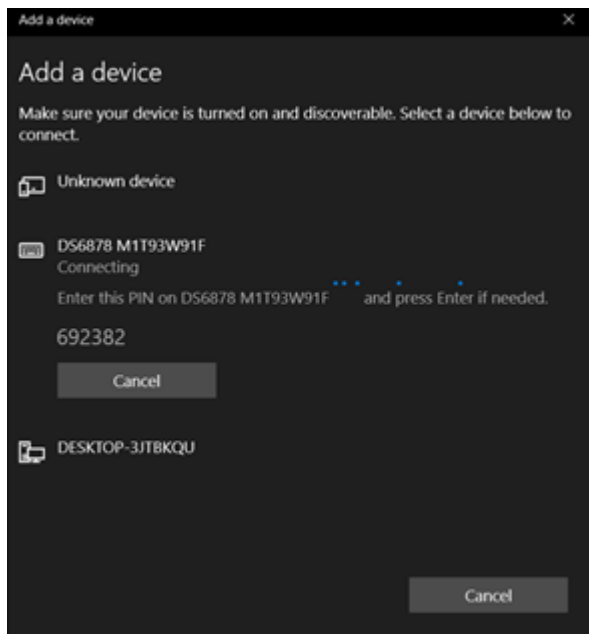 Add a device
Add a device
Make sure your device is turned on and discoverable. Select a device below to
connect.
Unknown device
DS6878 M1T93W91F
Connecting
Enter this PIN on DS6878 M1T93W91F and press Enter if needed.
692382
Cancel
DESKTOP-3JTBKQU
Cancel